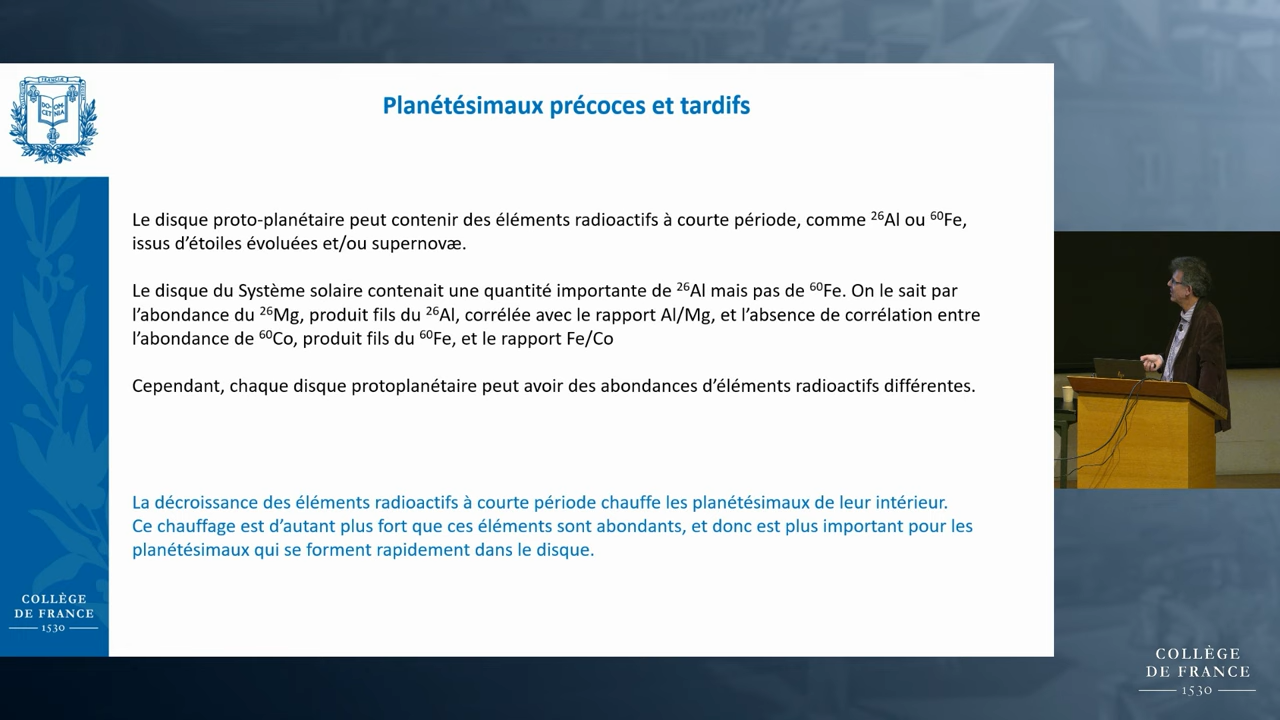 Planétésimaux précoces et tardifs
Le disque proto-planétaire peut contenir des éléments radioactifs à courte période, comme ²⁶Al ou ⁶⁰Fe,
issus d’étoiles évoluées et/ou supernovæ.
Le disque du Système solaire contenait une quantité importante de ²⁶Al mais pas de ⁶⁰Fe. On le sait par
l’abondance du ²⁶Mg, produit fils du ²⁶Al, corrélée avec le rapport Al/Mg, et l’absence de corrélation entre
l’abondance de ⁶⁰Co, produit fils du ⁶⁰Fe, et le rapport Fe/Co
Cependant, chaque disque protoplanétaire peut avoir des abondances d’éléments radioactifs différentes.
La décroissance des éléments radioactifs à courte période chauffe les planétésimaux de leur intérieur.
Ce chauffage est d’autant plus fort que ces éléments sont abondants, et donc est plus important pour les
planétésimaux qui se forment rapidement dans le disque.
COLLÈGE
DE FRANCE
1530
COLLÈGE
DE FRANCE
1530